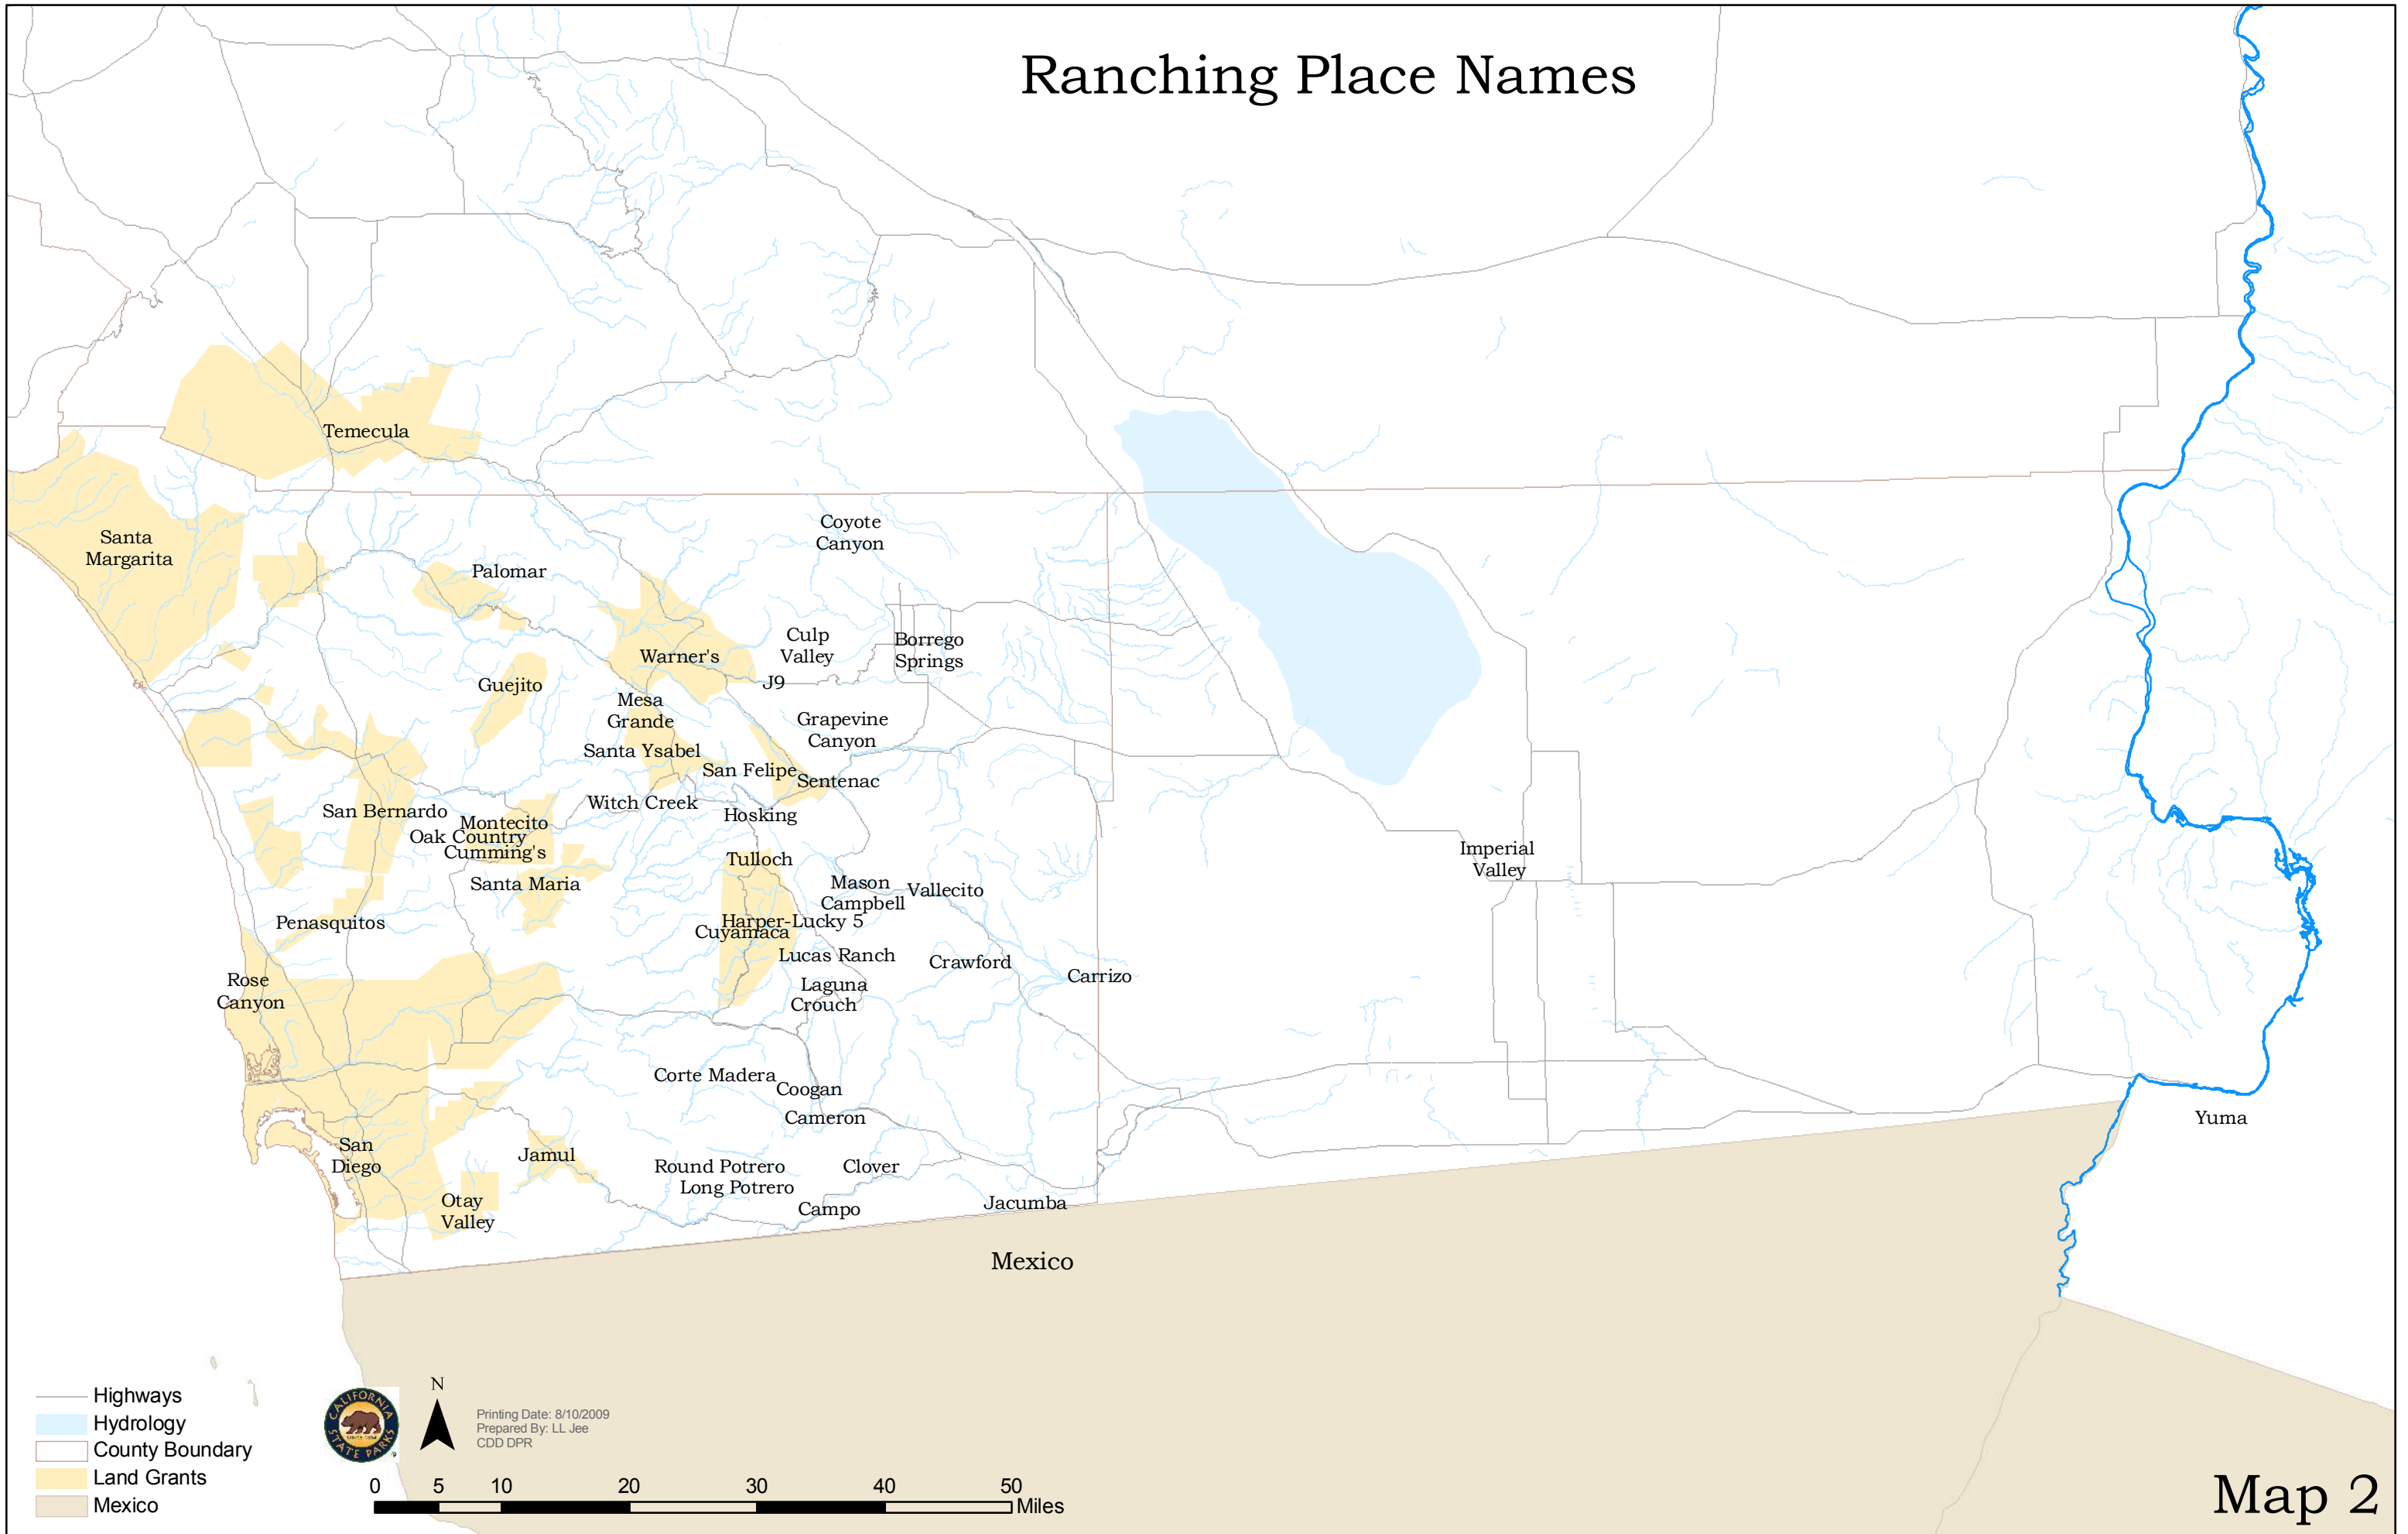 Ranching Place Names
Temecula
Santa
Margarita
Coyote
Canyon
Palomar
Culp
Valley
Borrego
Springs
Warner's
J9
Guejito
Mesa
Grande
Grapevine
Canyon
Santa Ysabel
San Felipe
Sentenac
Witch Creek
San Bernardo
Hosking
Montecito
Oak Country
Cumming's
Imperial
Valley
Tulloch
Santa Maria
Mason
Campbell
Vallecito
Penasquitos
Harper-Lucky 5
Cuyamaca
Lucas Ranch
Crawford
Carrizo
Rose
Canyon
Laguna
Crouch
Corte Madera
Coogan
Cameron
Yuma
San
Diego
Jamul
Round Potrero
Clover
Long Potrero
Otay
Valley
Campo
Jacumba
Mexico
Highways
Hydrology
County Boundary
Land Grants
Mexico
CALIFORNIA
SINCE 1864
STATE PARKS
N
Printing Date: 8/10/2009
Prepared By: LL Jee
CDD DPR
0 5 10 20 30 40 50
Miles
Map 2